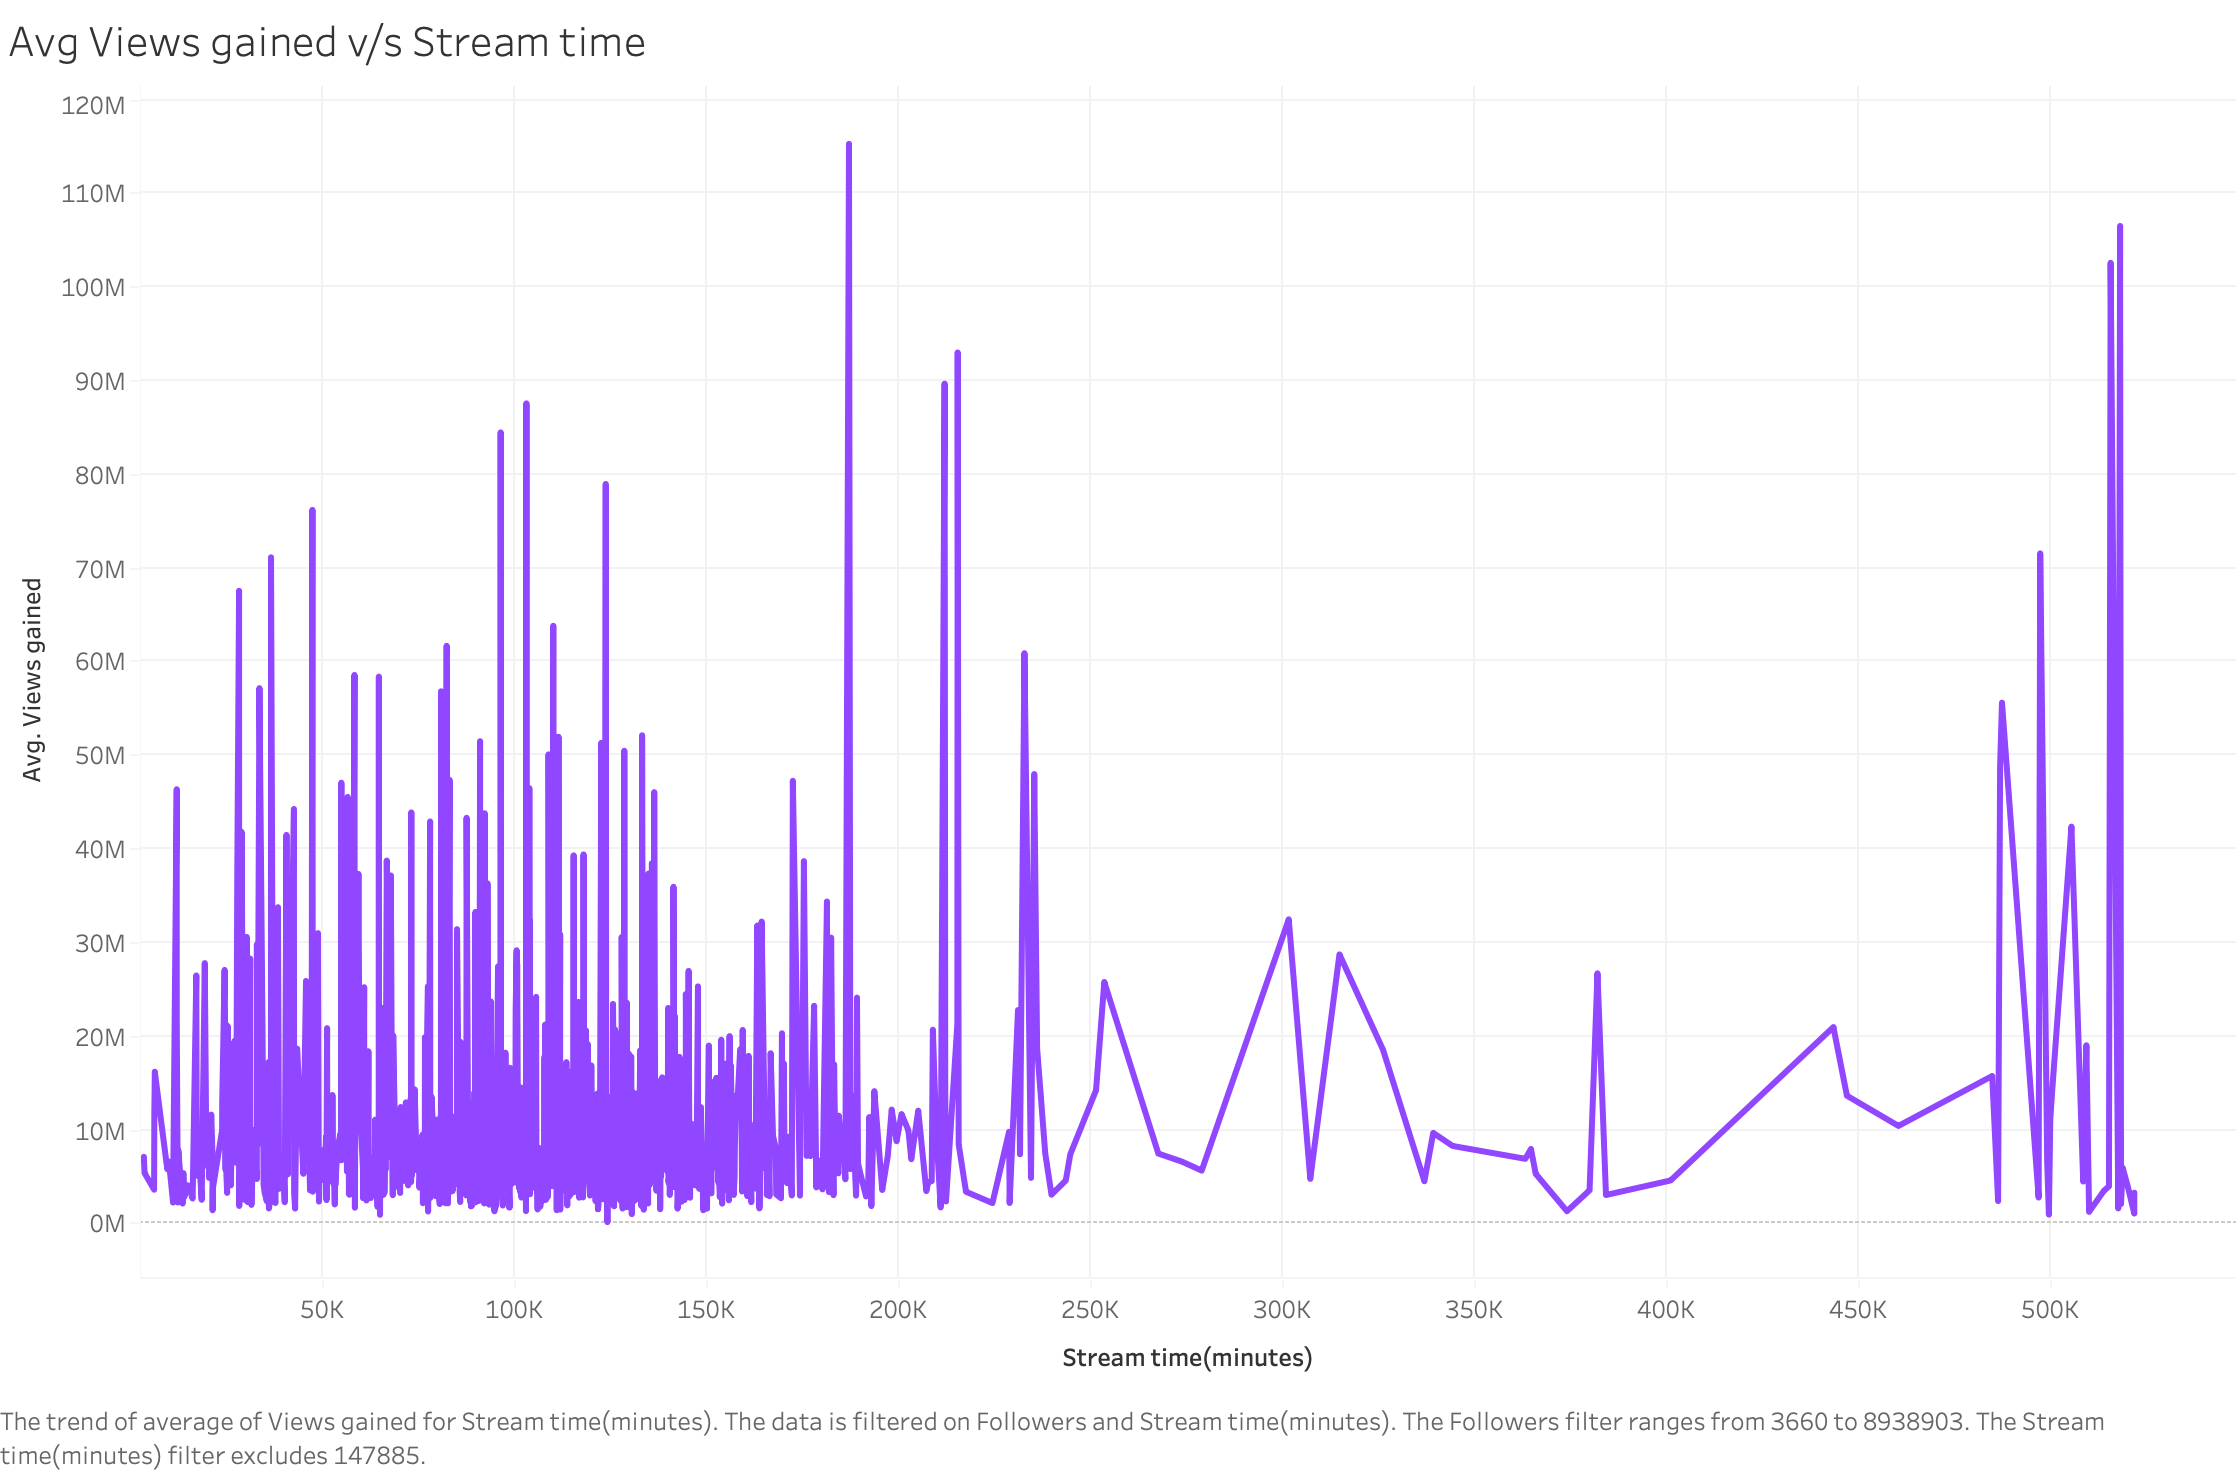 Avg Views gained v/s Stream time
120M
110M
100M
90M
80M
70M
60M
50M
40M
30M
20M
10M
0M
Avg. Views gained
50K 100K 150K 200K 250K 300K 350K 400K 450K 500K
Stream time(minutes)
The trend of average of Views gained for Stream time(minutes). The data is filtered on Followers and Stream time(minutes). The Followers filter ranges from 3660 to 8938903. The Stream
time(minutes) filter excludes 147885.